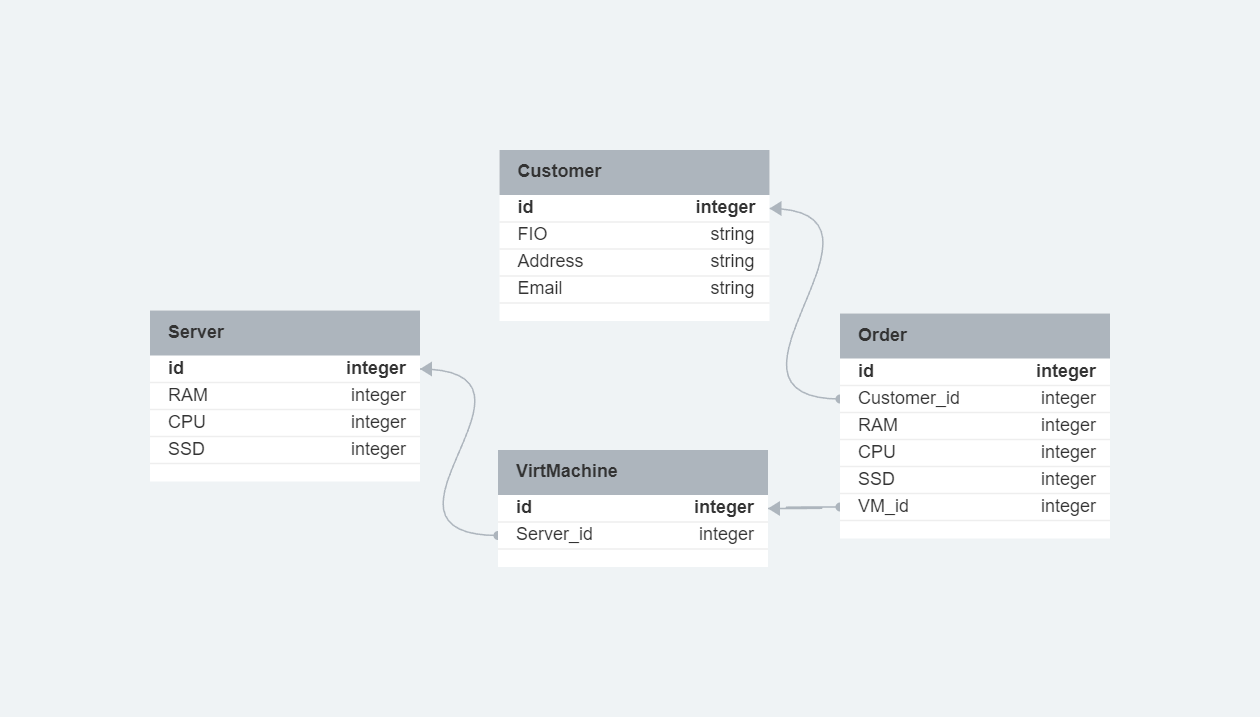 Customer
id integer
FIO string
Address string
Email string
Server
id integer
RAM integer
CPU integer
SSD integer
Order
id integer
Customer_id integer
RAM integer
CPU integer
SSD integer
VM_id integer
VirtMachine
id integer
Server_id integer